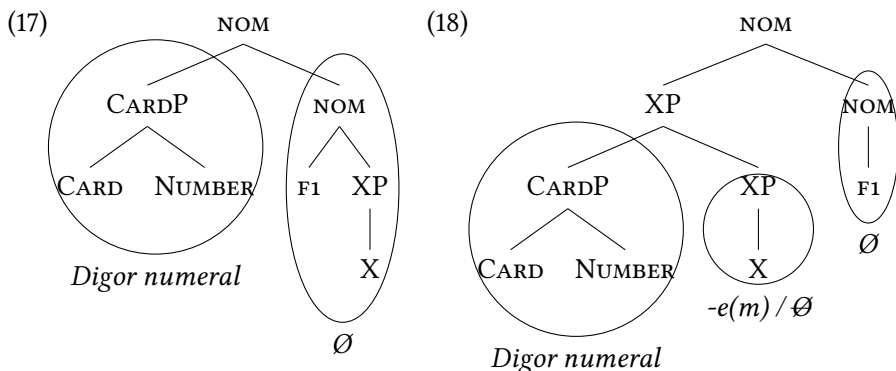 (17) NOM (18) NOM
CARDP NOM XP NOM
CARD NUMBER F1 XP CARDP XP F1
Digor numeral X CARD NUMBER X Ø
Ø -e(m) / Ø
Digor numeral